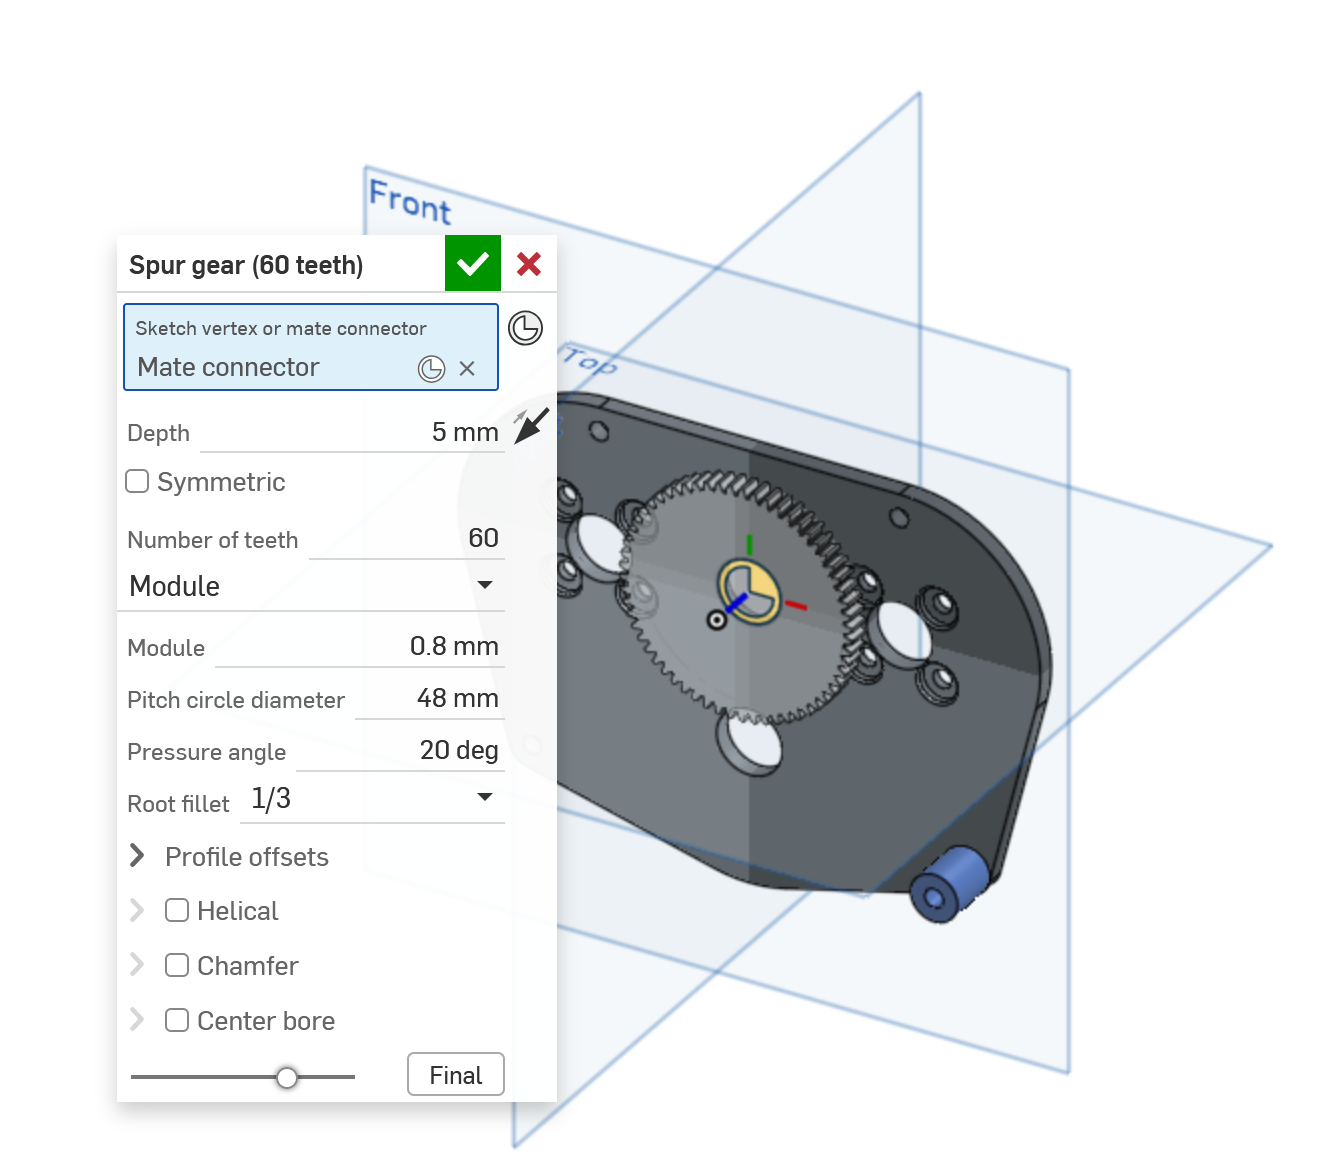 Front
Spur gear (60 teeth)
Sketch vertex or mate connector
Mate connector
Top
Depth 5 mm
Symmetric
Number of teeth 60
Module
Module 0.8 mm
Pitch circle diameter 48 mm
Pressure angle 20 deg
Root fillet 1/3
Profile offsets
Helical
Chamfer
Center bore
Final